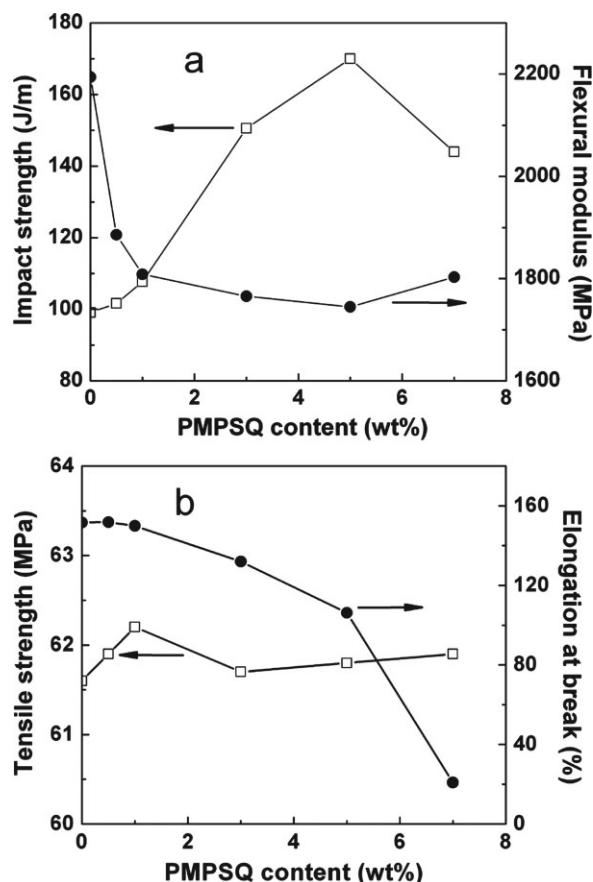 a
Impact strength (J/m)
180
160
140
120
100
80
Flexural modulus (MPa)
2200
2000
1800
1600
0 2 4 6 8
PMPSQ content (wt%)
b
Tensile strength (MPa)
64
63
62
61
60
Elongation at break (%)
160
120
80
40
0
0 2 4 6 8
PMPSQ content (wt%)